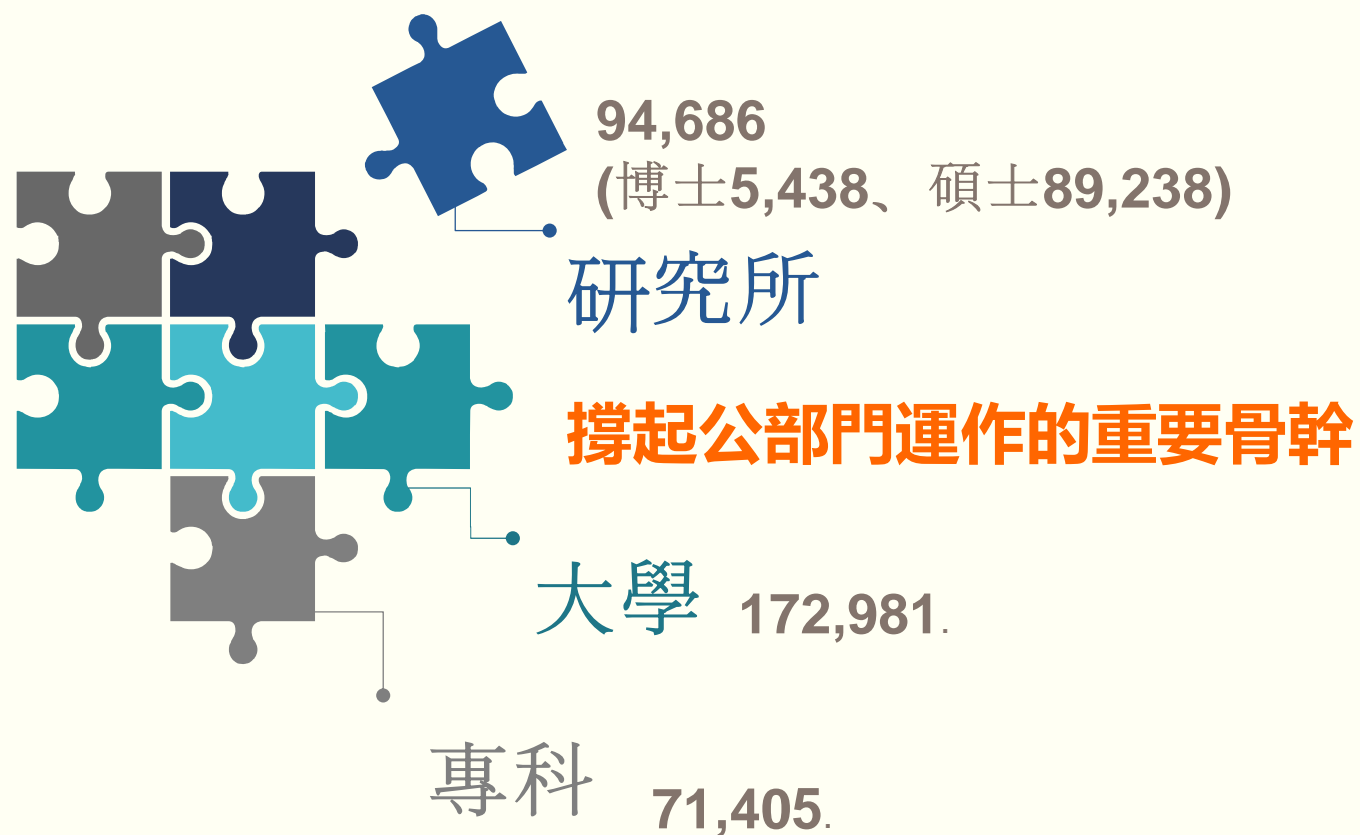 94,686
(博士5,438、碩士89,238)
研究所
撐起公部門運作的重要骨幹
大學 172,981.
專科 71,405.